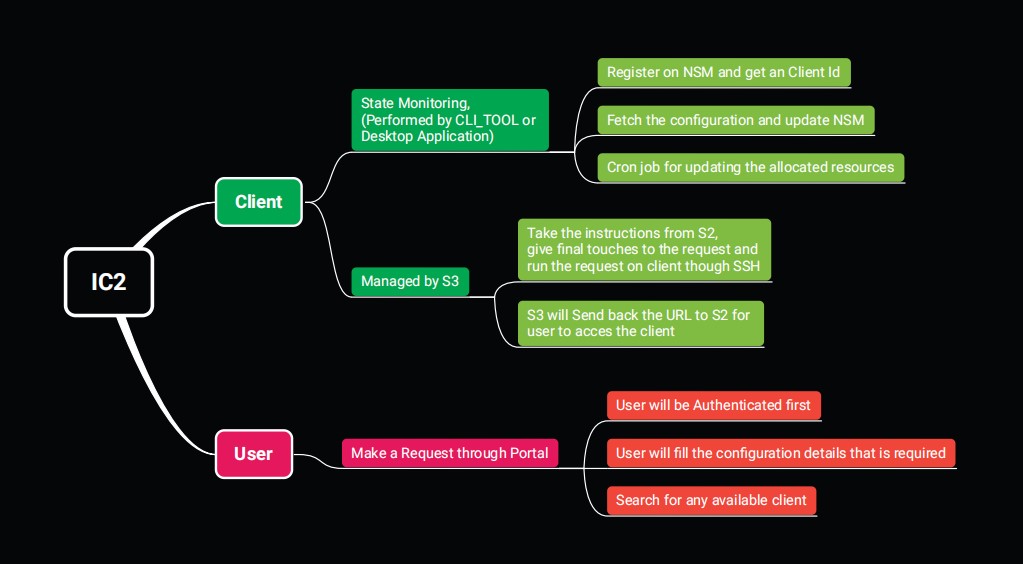 IC2
Client
State Monitoring,
(Performed by CLI_TOOL or
Desktop Application)
Register on NSM and get an Client Id
Fetch the configuration and update NSM
Cron job for updating the allocated resources
Managed by S3
Take the instructions from S2,
give final touches to the request and
run the request on client though SSH
S3 will Send back the URL to S2 for
user to acces the client
User
Make a Request through Portal
User will be Authenticated first
User will fill the configuration details that is required
Search for any available client